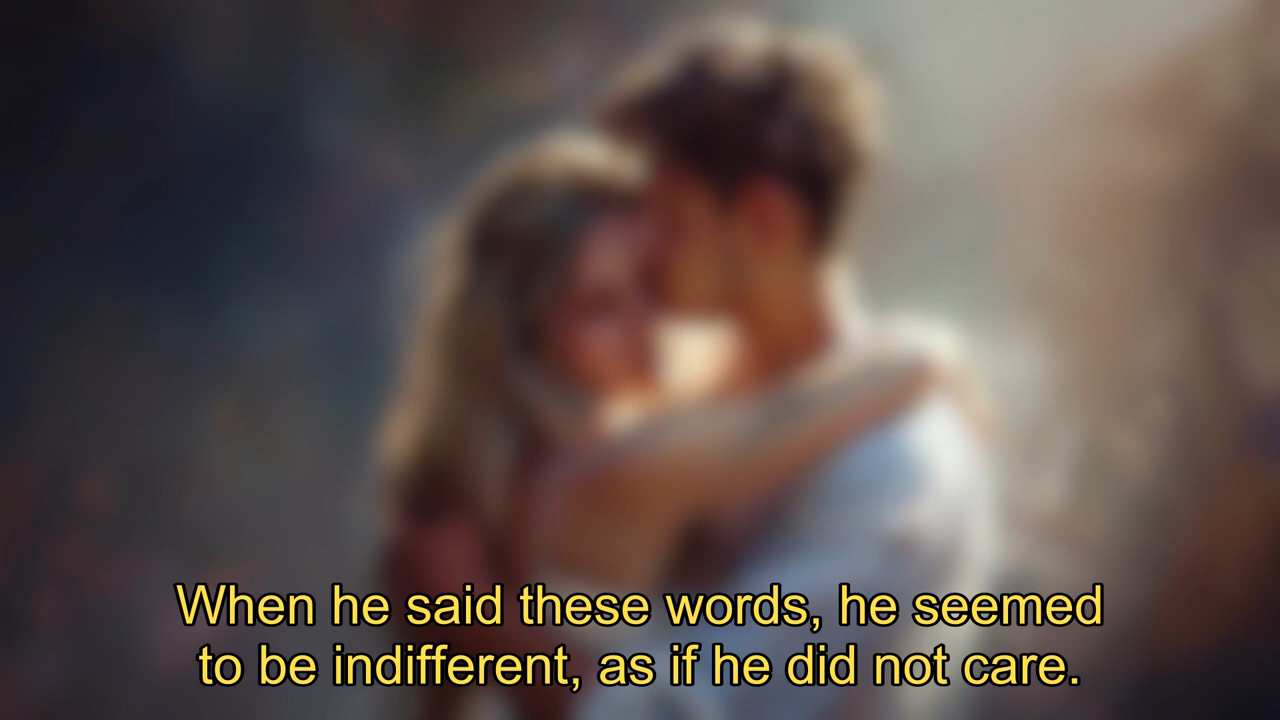 When he said these words, he seemed
to be indifferent, as if he did not care.